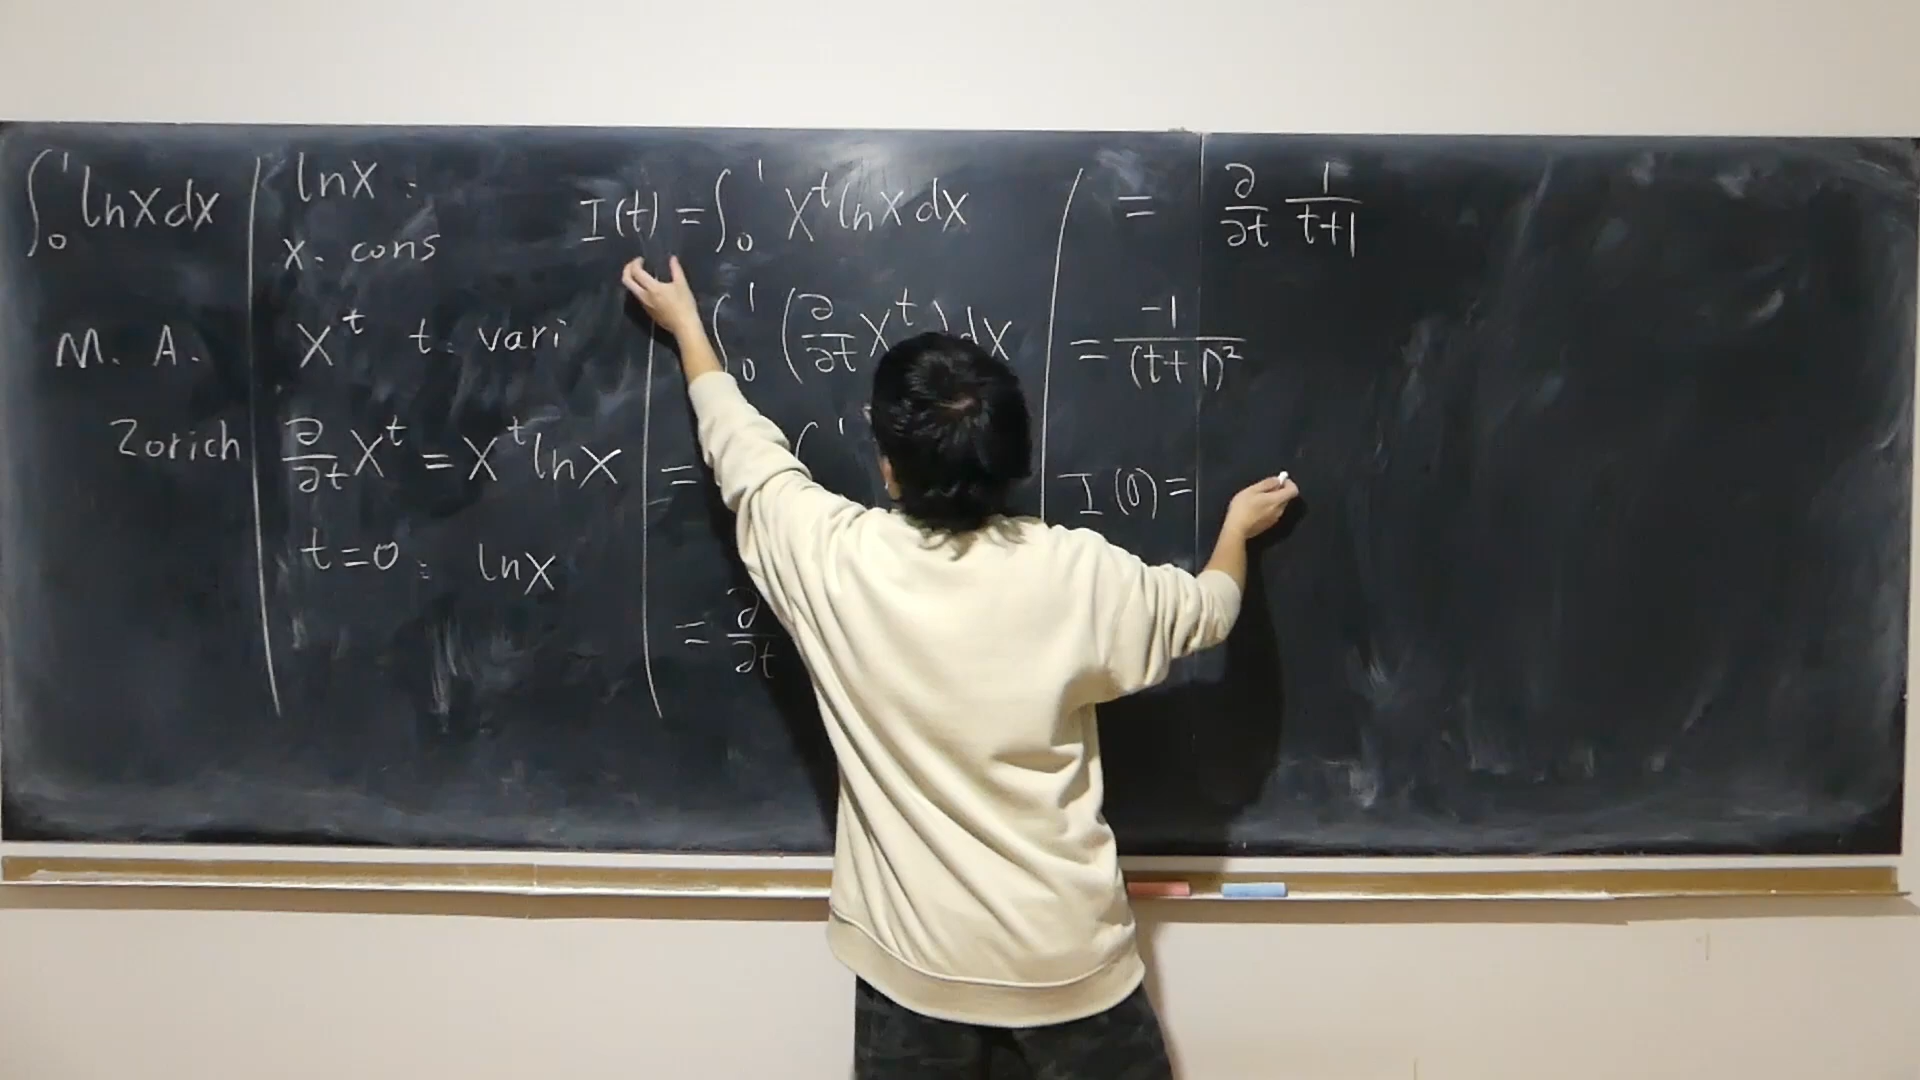 ∫₀¹ lnx dx
M. A.
Zorich
lnx :
x. cons
xᵗ t. vari
∂/∂t xᵗ = xᵗ lnx
t=0 : lnx
I(t) = ∫₀¹ xᵗ lnx dx
∫₀¹ (∂/∂t xᵗ) dx
=
= ∂/∂t
= ∂/∂t 1/(t+1)
= -1/(t+1)²
I(0) =